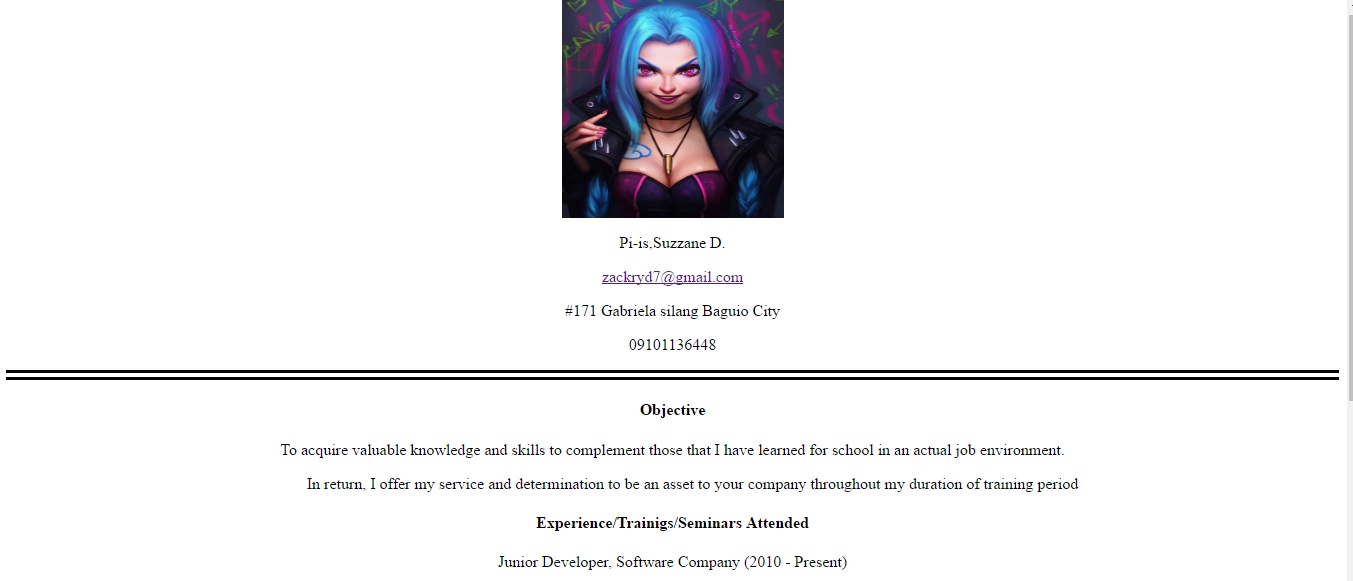 Pi-is,Suzzane D.
zackryd7@gmail.com
#171 Gabriela silang Baguio City
09101136448
Objective
To acquire valuable knowledge and skills to complement those that I have learned for school in an actual job environment.
In return, I offer my service and determination to be an asset to your company throughout my duration of training period
Experience/Trainigs/Seminars Attended
Junior Developer, Software Company (2010 - Present)